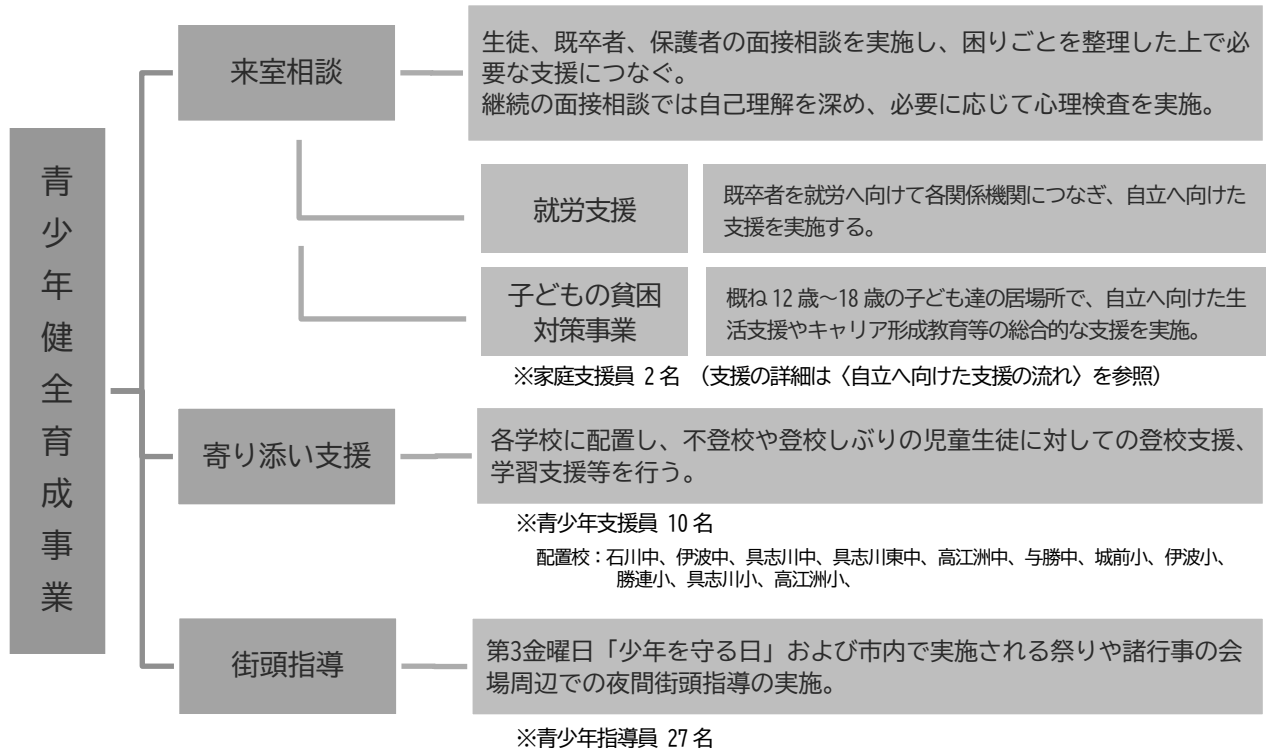 青少年健全育成事業
来室相談
生徒、既卒者、保護者の面接相談を実施し、困りごとを整理した上で必
要な支援につなぐ。
継続の面接相談では自己理解を深め、必要に応じて心理検査を実施。
就労支援
既卒者を就労へ向けて各関係機関につなぎ、自立へ向けた
支援を実施する。
子どもの貧困
対策事業
概ね 12 歳～18 歳の子ども達の居場所で、自立へ向けた生
活支援やキャリア形成教育等の総合的な支援を実施。
※家庭支援員 2 名 （支援の詳細は〈自立へ向けた支援の流れ〉を参照）
寄り添い支援
各学校に配置し、不登校や登校しぶりの児童生徒に対しての登校支援、
学習支援等を行う。
※青少年支援員 10 名
配置校：石川中、伊波中、具志川中、具志川東中、高江洲中、与勝中、城前小、伊波小、
勝連小、具志川小、高江洲小、
街頭指導
第3金曜日「少年を守る日」および市内で実施される祭りや諸行事の会
場周辺での夜間街頭指導の実施。
※青少年指導員 27 名